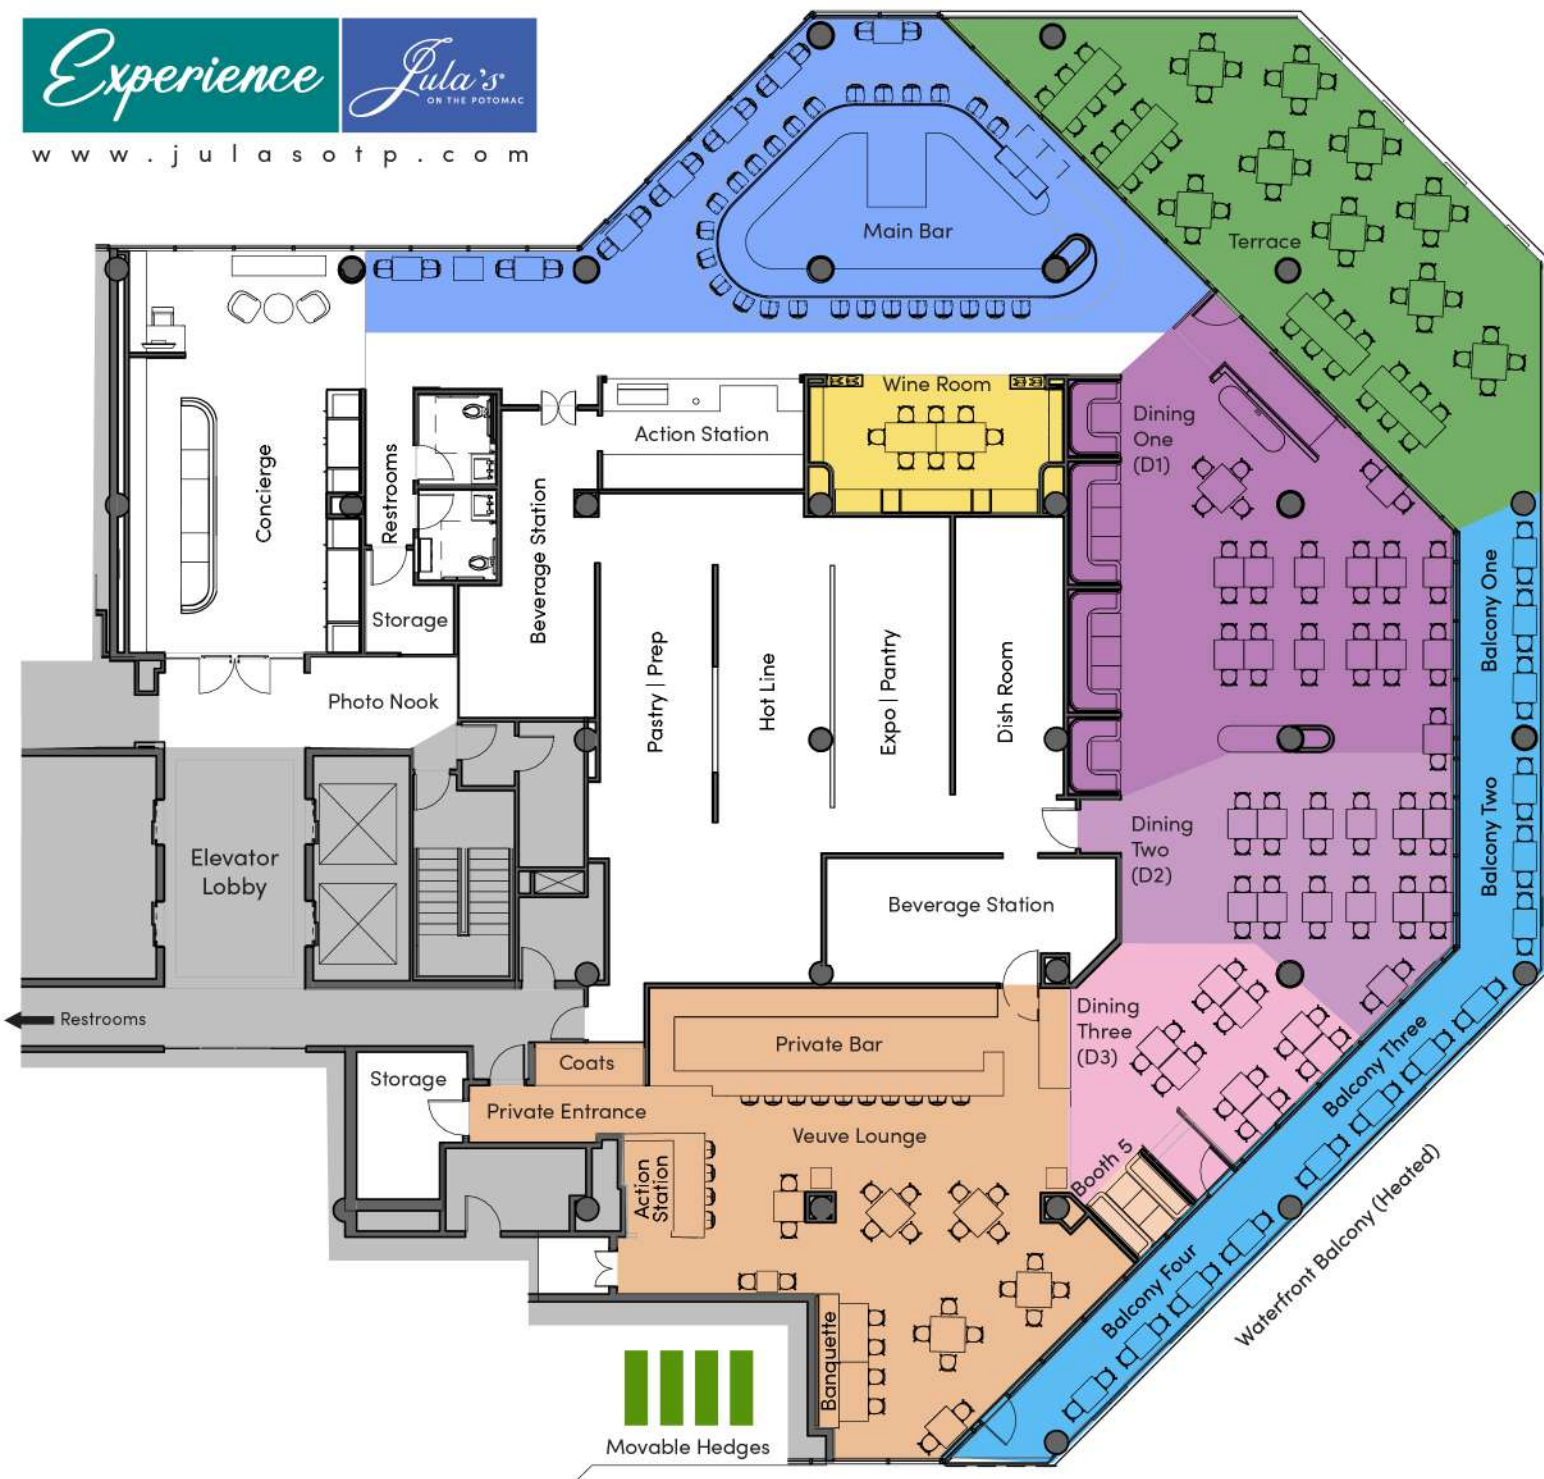 Experience
Jula's
ON THE POTOMAC
www.julasotp.com
Main Bar
Terrace
Wine Room
Action Station
Dining
One
(D1)
Concierge
Restrooms
Beverage Station
Storage
Photo Nook
Pastry | Prep
Hot Line
Expo | Pantry
Dish Room
Balcony One
Balcony Two
Dining
Two
(D2)
Elevator
Lobby
Beverage Station
Restrooms
Dining
Three
(D3)
Private Bar
Coats
Storage
Private Entrance
Veuve Lounge
Action
Station
Booth 5
Balcony Three
Waterfront Balcony (Heated)
Balcony Four
Banquette
Movable Hedges